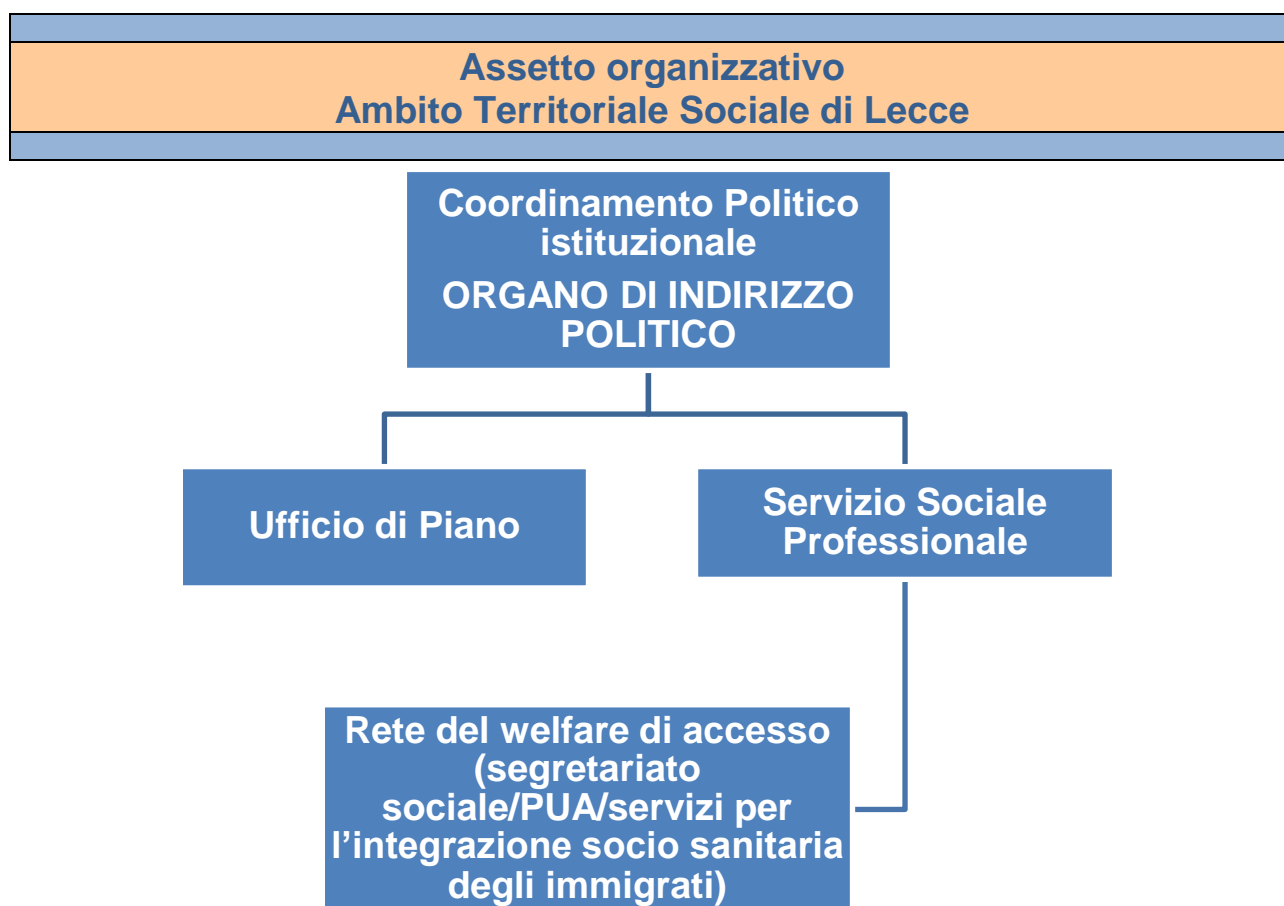 Assetto organizzativo
Ambito Territoriale Sociale di Lecce
Coordinamento Politico
istituzionale
ORGANO DI INDIRIZZO
POLITICO
Ufficio di Piano
Servizio Sociale
Professionale
Rete del welfare di accesso
(segretariato
sociale/PUA/servizi per
l’integrazione socio sanitaria
degli immigrati)